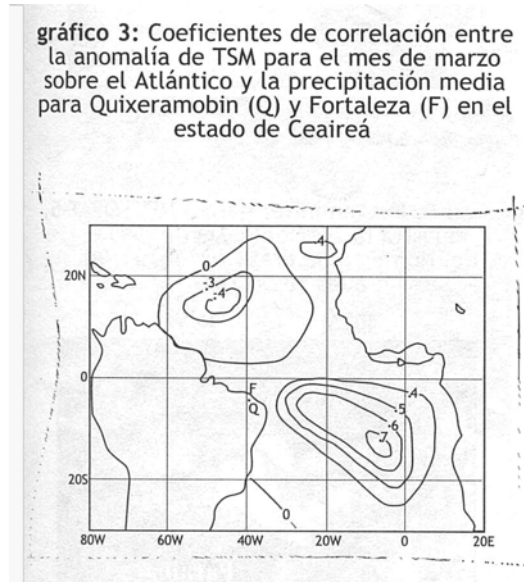 gráfico 3: Coeficientes de correlación entre
la anomalía de TSM para el mes de marzo
sobre el Atlántico y la precipitación media
para Quixeramobin (Q) y Fortaleza (F) en el
estado de Ceaireá
.4
0
20N
-.3
-.4
0
F
.4
Q
.5
.6
.7
20S
0
80W 60W 40W 20W 0 20E